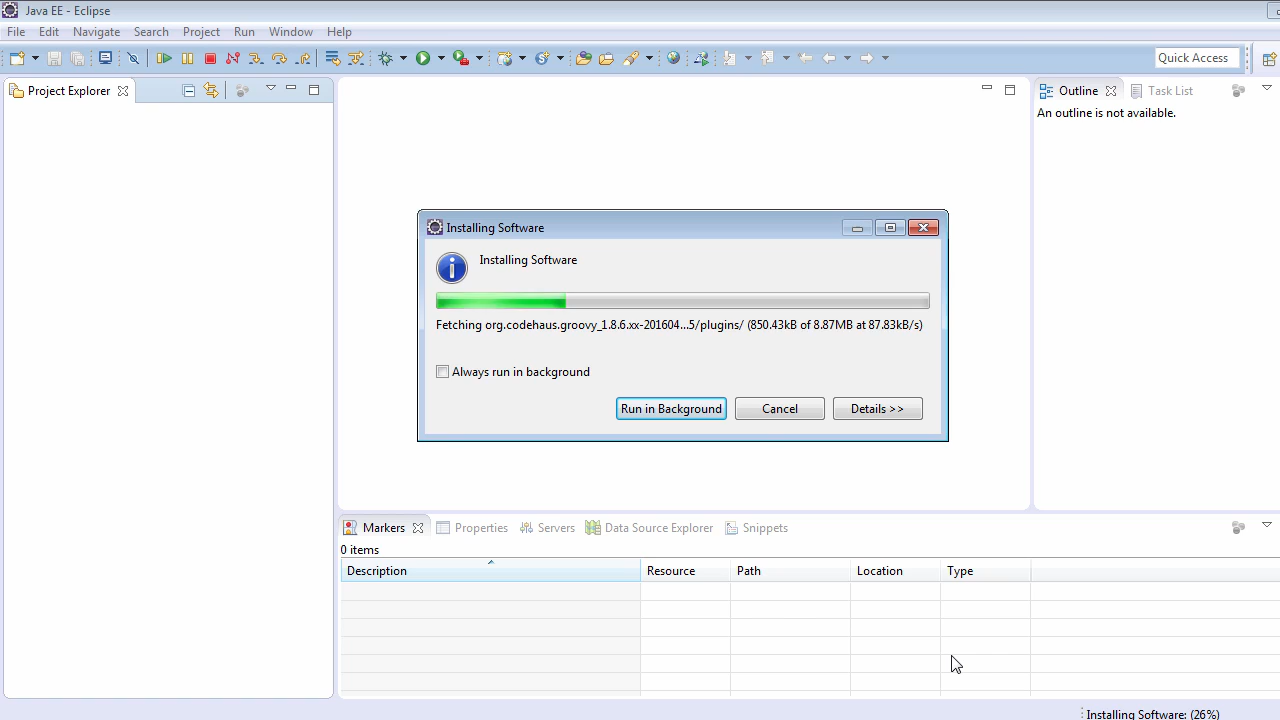 Java EE - Eclipse
File Edit Navigate Search Project Run Window Help
Quick Access
Project Explorer
Outline Task List
An outline is not available.
Installing Software
Installing Software
Fetching org.codehaus.groovy_1.8.6.xx-201604...5/plugins/ (850.43kB of 8.87MB at 87.83kB/s)
Always run in background
Run in Background Cancel Details >>
Markers Properties Servers Data Source Explorer Snippets
0 items
Description Resource Path Location Type
Installing Software: (26%)